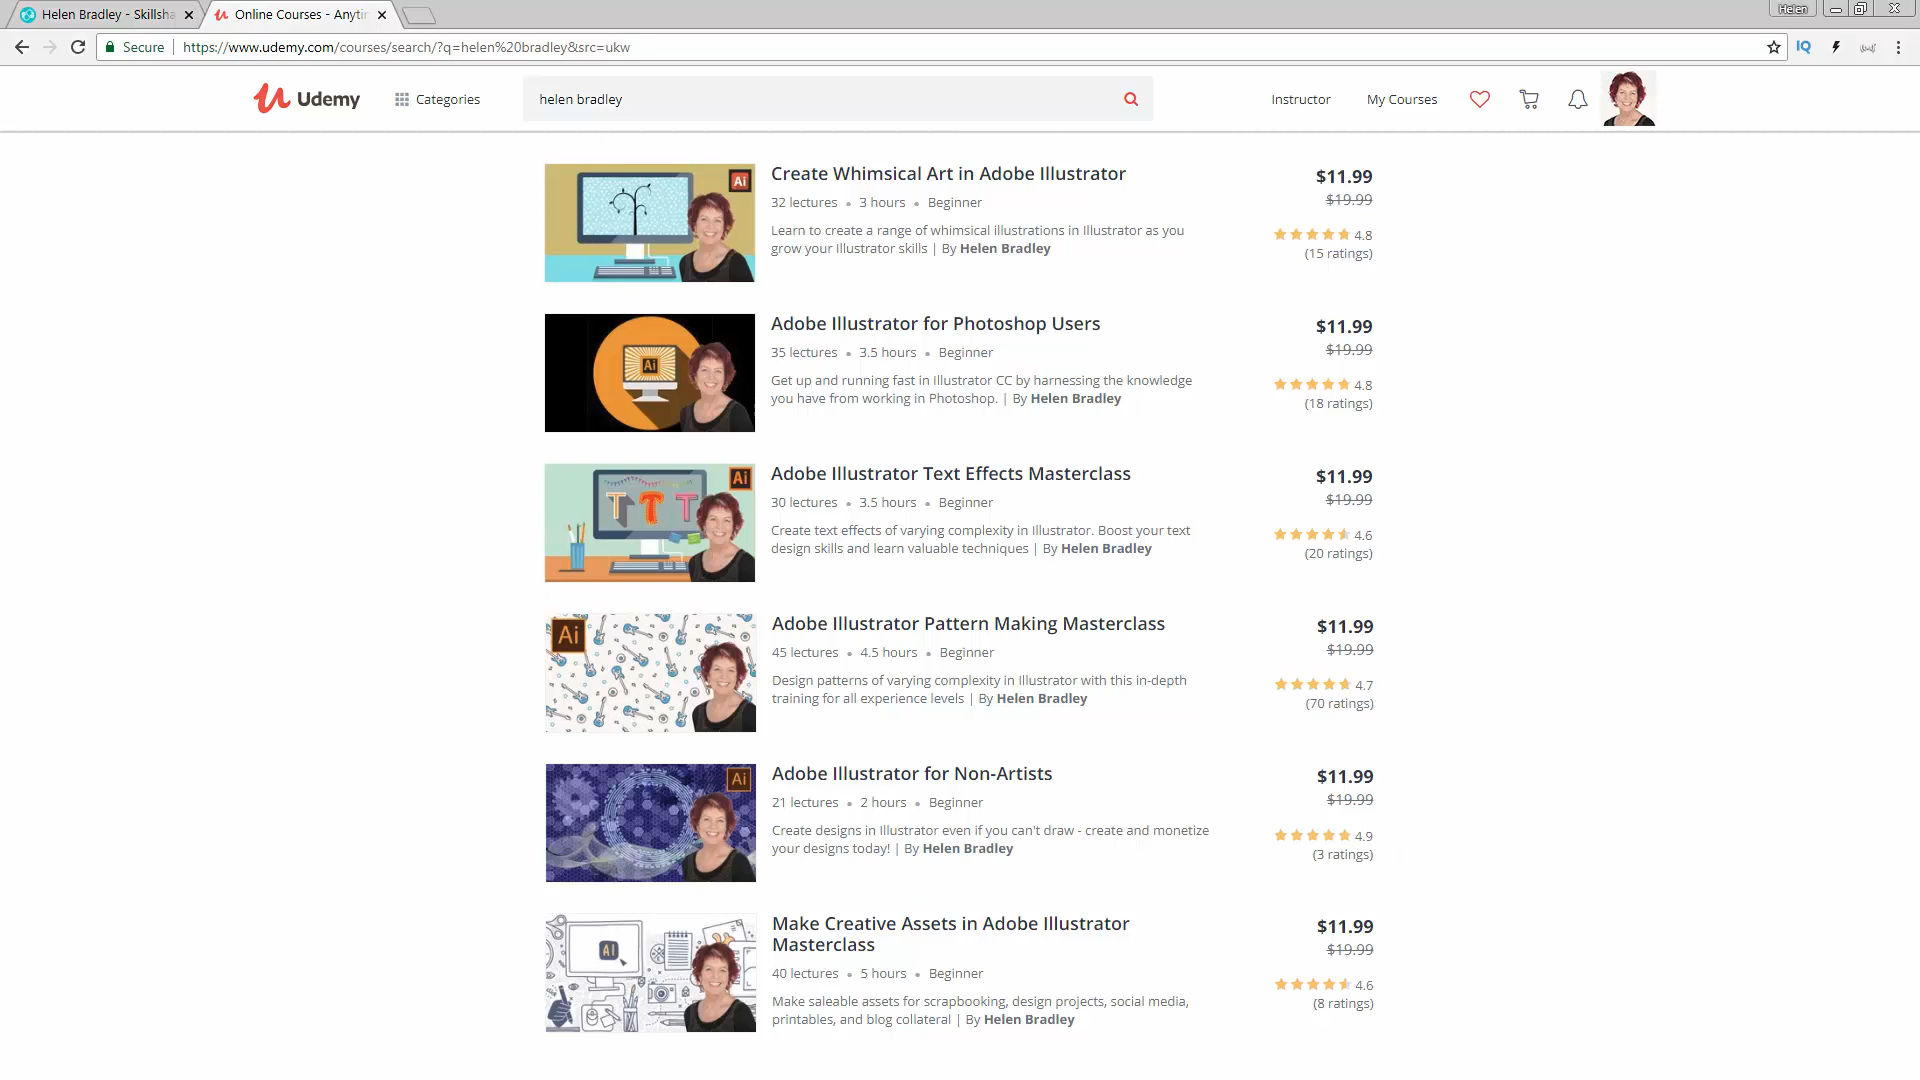 Helen Bradley - Skillsha
Online Courses - Anytin
Helen
Secure
https://www.udemy.com/courses/search/?q=helen%20bradley&src=ukw
IQ
Udemy
Categories
helen bradley
Instructor
My Courses
Ai
Create Whimsical Art in Adobe Illustrator
32 lectures • 3 hours • Beginner
Learn to create a range of whimsical illustrations in Illustrator as you
grow your Illustrator skills | By Helen Bradley
$11.99
$19.99
4.8
(15 ratings)
Ai
Adobe Illustrator for Photoshop Users
35 lectures • 3.5 hours • Beginner
Get up and running fast in Illustrator CC by harnessing the knowledge
you have from working in Photoshop. | By Helen Bradley
$11.99
$19.99
4.8
(18 ratings)
Ai
T T T
Adobe Illustrator Text Effects Masterclass
30 lectures • 3.5 hours • Beginner
Create text effects of varying complexity in Illustrator. Boost your text
design skills and learn valuable techniques | By Helen Bradley
$11.99
$19.99
4.6
(20 ratings)
Ai
Adobe Illustrator Pattern Making Masterclass
45 lectures • 4.5 hours • Beginner
Design patterns of varying complexity in Illustrator with this in-depth
training for all experience levels | By Helen Bradley
$11.99
$19.99
4.7
(70 ratings)
Ai
Adobe Illustrator for Non-Artists
21 lectures • 2 hours • Beginner
Create designs in Illustrator even if you can't draw - create and monetize
your designs today! | By Helen Bradley
$11.99
$19.99
4.9
(3 ratings)
AI
Make Creative Assets in Adobe Illustrator
Masterclass
40 lectures • 5 hours • Beginner
Make saleable assets for scrapbooking, design projects, social media,
printables, and blog collateral | By Helen Bradley
$11.99
$19.99
4.6
(8 ratings)